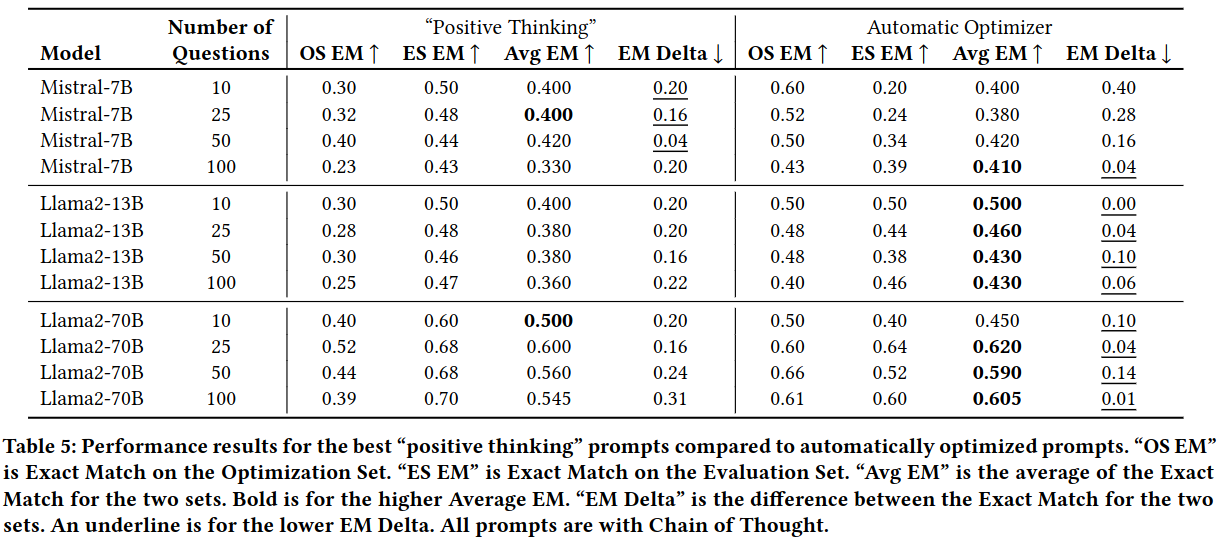 “Positive Thinking” Automatic Optimizer
Number of
Model Questions OS EM ↑ ES EM ↑ Avg EM ↑ EM Delta ↓ OS EM ↑ ES EM ↑ Avg EM ↑ EM Delta ↓
Mistral-7B 10 0.30 0.50 0.400 0.20 0.60 0.20 0.400 0.40
Mistral-7B 25 0.32 0.48 0.400 0.16 0.52 0.24 0.380 0.28
Mistral-7B 50 0.40 0.44 0.420 0.04 0.50 0.34 0.420 0.16
Mistral-7B 100 0.23 0.43 0.330 0.20 0.43 0.39 0.410 0.04
Llama2-13B 10 0.30 0.50 0.400 0.20 0.50 0.50 0.500 0.00
Llama2-13B 25 0.28 0.48 0.380 0.20 0.48 0.44 0.460 0.04
Llama2-13B 50 0.30 0.46 0.380 0.16 0.48 0.38 0.430 0.10
Llama2-13B 100 0.25 0.47 0.360 0.22 0.40 0.46 0.430 0.06
Llama2-70B 10 0.40 0.60 0.500 0.20 0.50 0.40 0.450 0.10
Llama2-70B 25 0.52 0.68 0.600 0.16 0.60 0.64 0.620 0.04
Llama2-70B 50 0.44 0.68 0.560 0.24 0.66 0.52 0.590 0.14
Llama2-70B 100 0.39 0.70 0.545 0.31 0.61 0.60 0.605 0.01
Table 5: Performance results for the best “positive thinking” prompts compared to automatically optimized prompts. “OS EM”
is Exact Match on the Optimization Set. “ES EM” is Exact Match on the Evaluation Set. “Avg EM” is the average of the Exact
Match for the two sets. Bold is for the higher Average EM. “EM Delta” is the difference between the Exact Match for the two
sets. An underline is for the lower EM Delta. All prompts are with Chain of Thought.